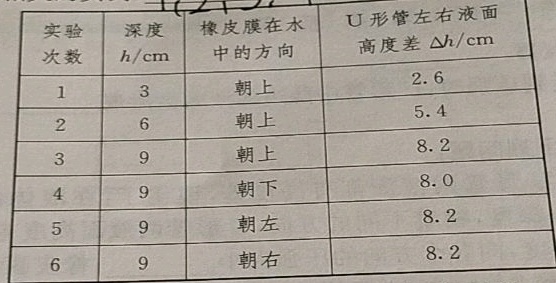 实验次数 深度h/cm 橡皮膜在水中的方向 U形管左右液面高度差 Δh/cm
1 3 朝上 2.6
2 6 朝上 5.4
3 9 朝上 8.2
4 9 朝下 8.0
5 9 朝左 8.2
6 9 朝右 8.2